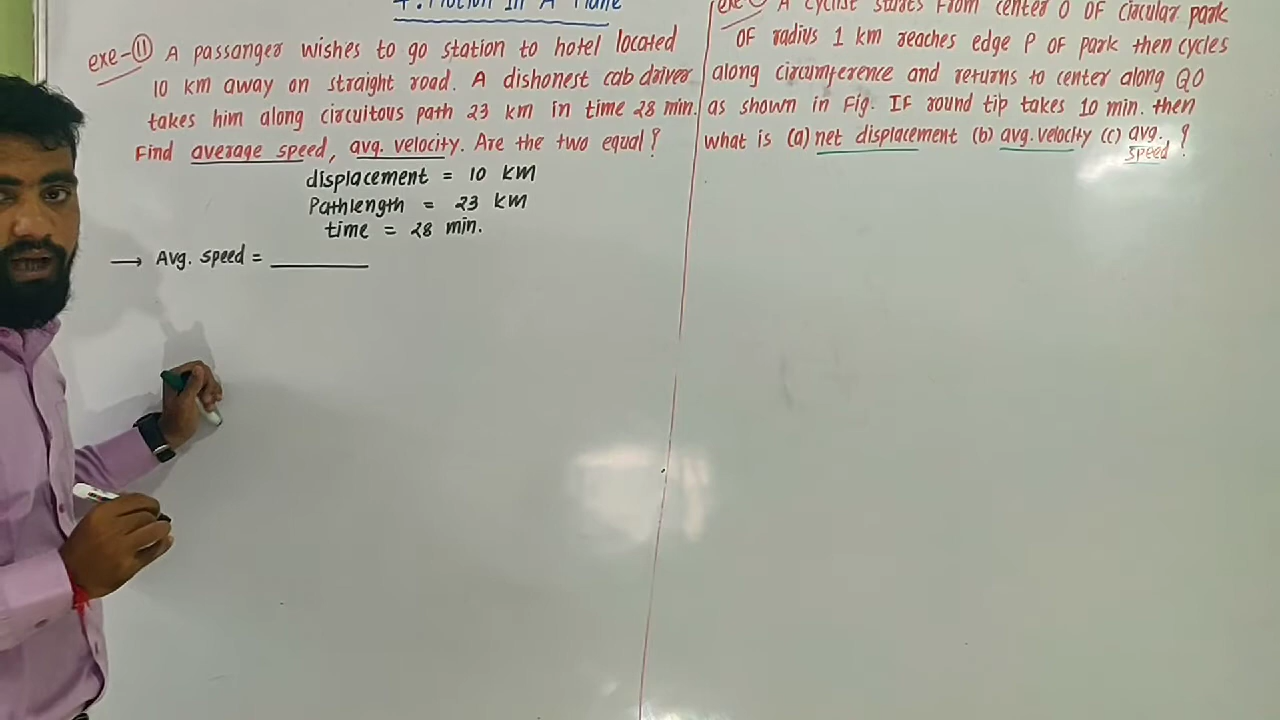 4. Motion In A Plane
exe-11 A passanger wishes to go station to hotel located
10 km away on straight road. A dishonest cab driver
takes him along circuitous path 23 km in time 28 min.
Find average speed, avg. velocity. Are the two equal ?
displacement = 10 KM
Pathlength = 23 KM
time = 28 min.
→ Avg. speed =
A cyclist starts from center O OF circular park
OF radius 1 km reaches edge P OF park then cycles
along circumference and returns to center along QO
as shown in Fig. IF round tip takes 10 min. then
what is (a) net displacement (b) avg. velocity (c) avg. speed ?